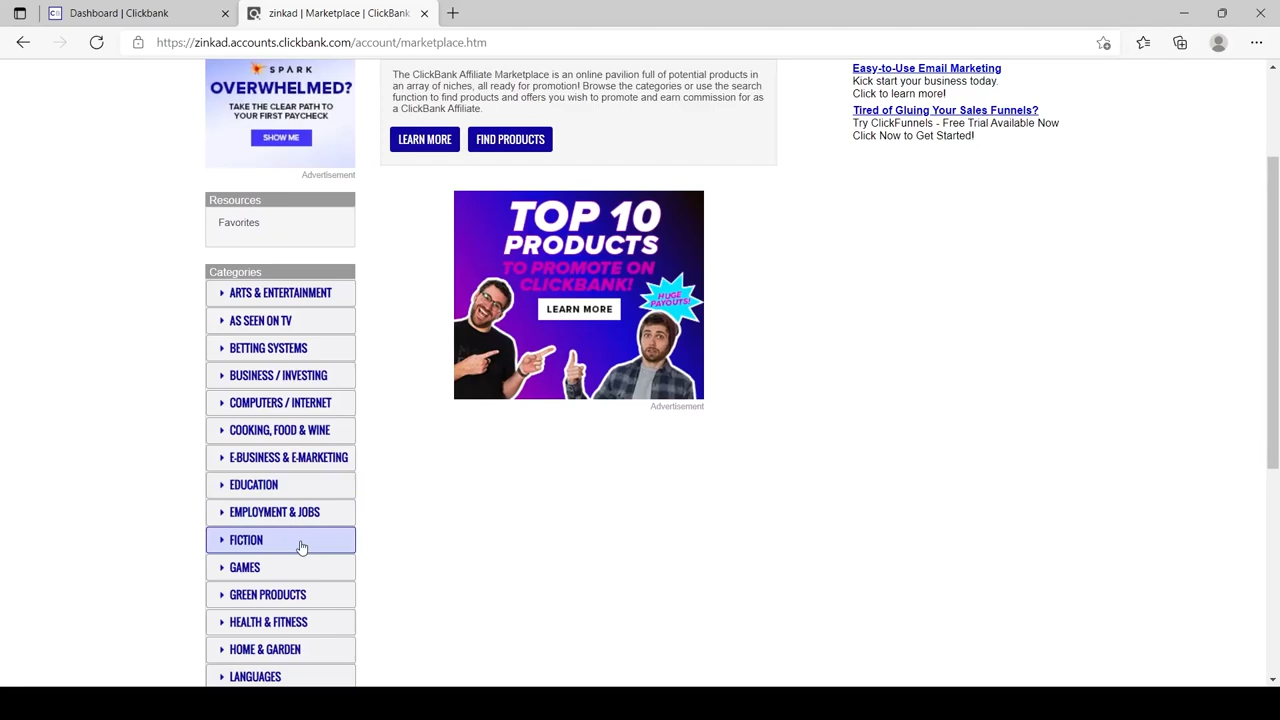 Dashboard | Clickbank
zinkad | Marketplace | ClickBank
https://zinkad.accounts.clickbank.com/account/marketplace.htm
SPARK
OVERWHELMED?
TAKE THE CLEAR PATH TO
YOUR FIRST PAYCHECK
SHOW ME
Advertisement
Resources
Favorites
Categories
ARTS & ENTERTAINMENT
AS SEEN ON TV
BETTING SYSTEMS
BUSINESS / INVESTING
COMPUTERS / INTERNET
COOKING, FOOD & WINE
E-BUSINESS & E-MARKETING
EDUCATION
EMPLOYMENT & JOBS
FICTION
GAMES
GREEN PRODUCTS
HEALTH & FITNESS
HOME & GARDEN
LANGUAGES
The ClickBank Affiliate Marketplace is an online pavilion full of potential products in
an array of niches, all ready for promotion! Browse the categories or use the search
function to find products and offers you wish to promote and earn commission for as
a ClickBank Affiliate.
LEARN MORE
FIND PRODUCTS
TOP 10
PRODUCTS
TO PROMOTE ON
CLICKBANK!
LEARN MORE
HUGE
PAYOUTS!
Advertisement
Easy-to-Use Email Marketing
Kick start your business today.
Click to learn more!
Tired of Gluing Your Sales Funnels?
Try ClickFunnels - Free Trial Available Now
Click Now to Get Started!